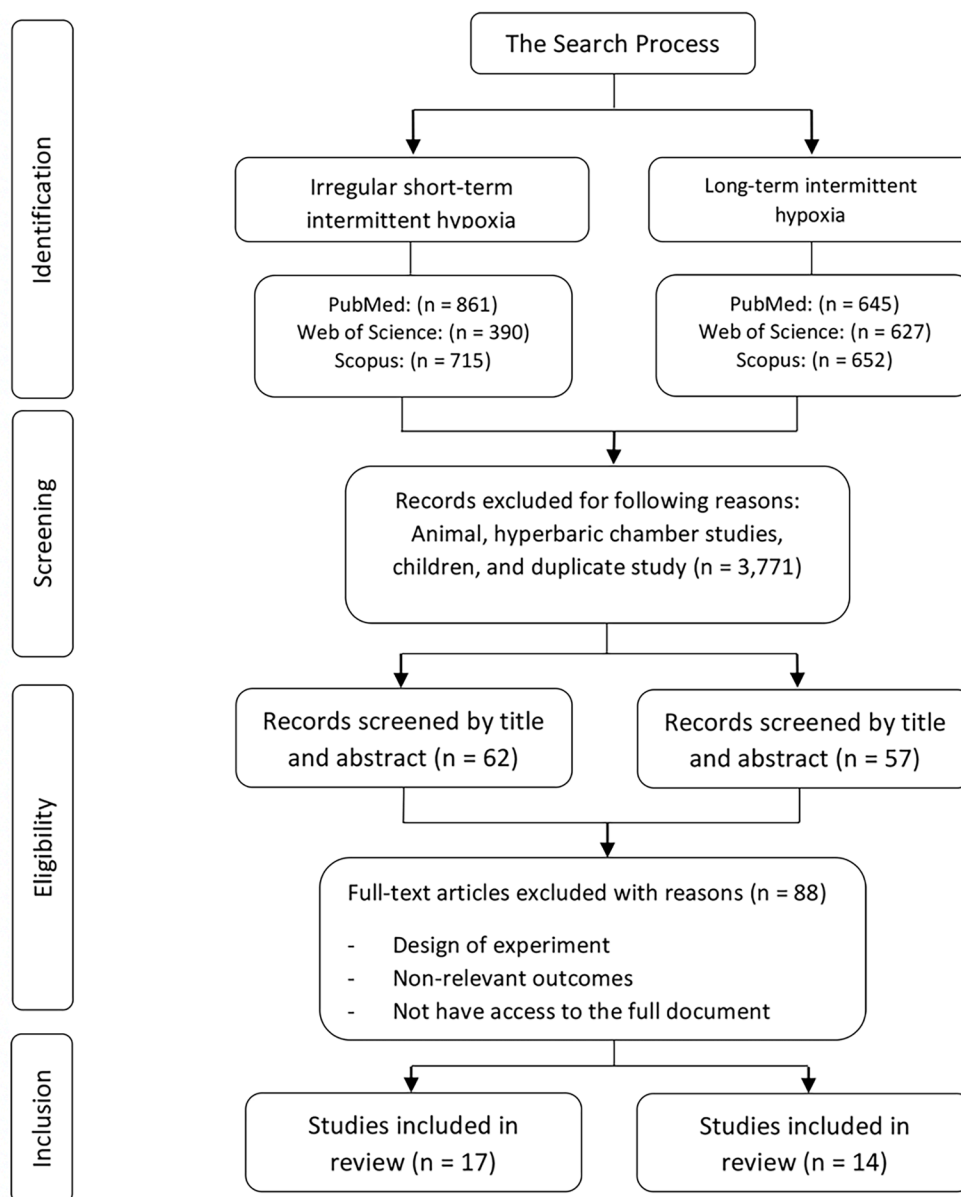 The Search Process
Identification
Irregular short-term
intermittent hypoxia
Long-term intermittent
hypoxia
PubMed: (n = 861)
Web of Science: (n = 390)
Scopus: (n = 715)
PubMed: (n = 645)
Web of Science: (n = 627)
Scopus: (n = 652)
Screening
Records excluded for following reasons:
Animal, hyperbaric chamber studies,
children, and duplicate study (n = 3,771)
Eligibility
Records screened by title
and abstract (n = 62)
Records screened by title
and abstract (n = 57)
Full-text articles excluded with reasons (n = 88)
- Design of experiment
- Non-relevant outcomes
- Not have access to the full document
Inclusion
Studies included in
review (n = 17)
Studies included in
review (n = 14)